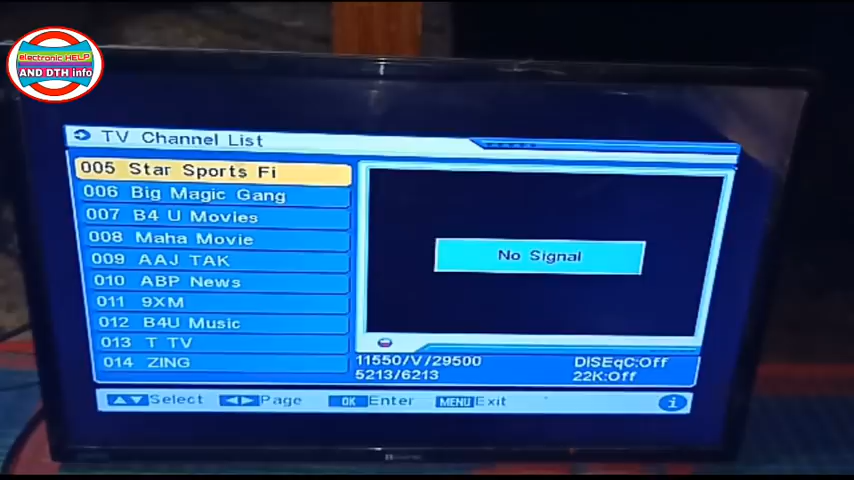 electronic HELP
AND DTH info
TV Channel List
005 Star Sports Fi
006 Big Magic Gang
007 B4 U Movies
008 Maha Movie
009 AAJ TAK
010 ABP News
011 9XM
012 B4U Music
013 T TV
014 ZING
No Signal
11550/V/29500 DISEqC:Off
5213/6213 22K:Off
Select Page OK Enter MENU Exit i